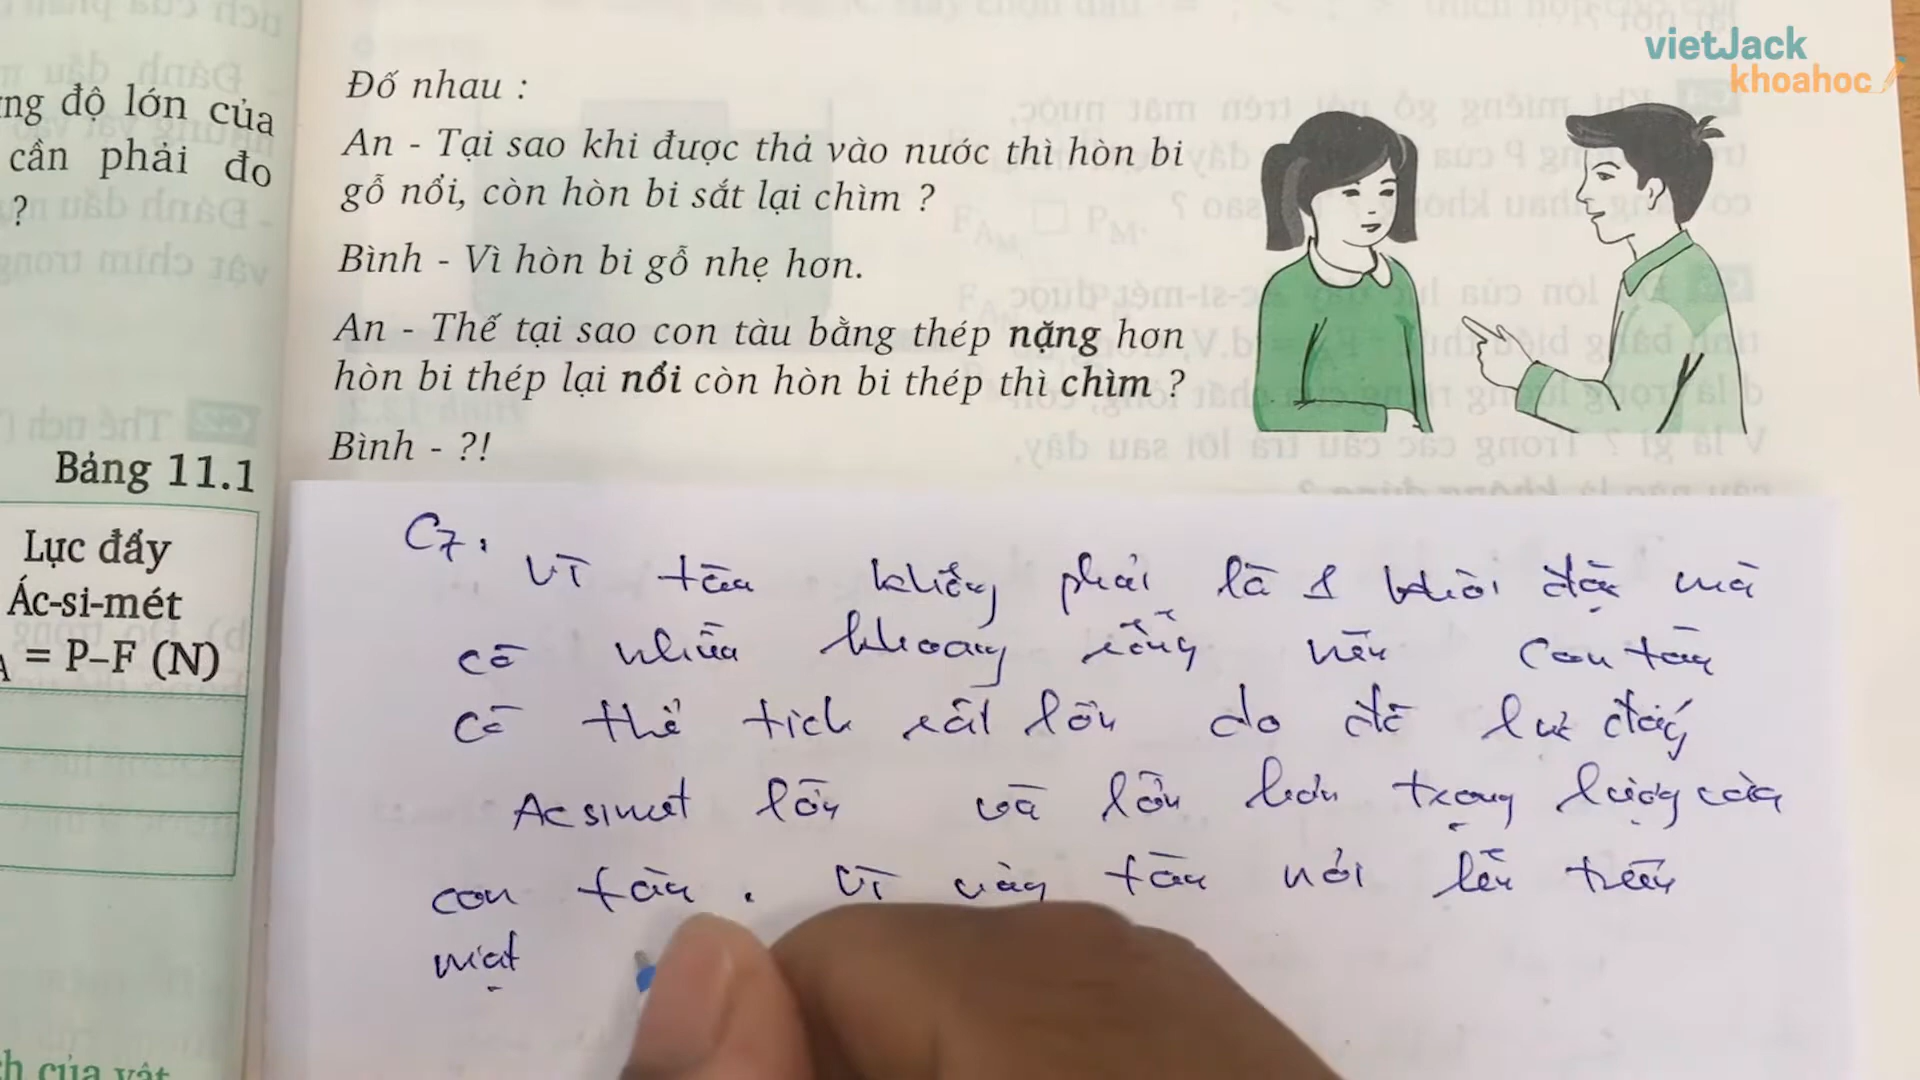 vietJack
khoahoc
ng độ lớn của
cần phải đo
?
Đố nhau :
An - Tại sao khi được thả vào nước thì hòn bi
gỗ nổi, còn hòn bi sắt lại chìm ?
Bình - Vì hòn bi gỗ nhẹ hơn.
An - Thế tại sao con tàu bằng thép nặng hơn
hòn bi thép lại nổi còn hòn bi thép thì chìm ?
Bình - ?!
Bảng 11.1
Lực đẩy
Ác-si-mét
= P–F (N)
C7.
Vì tàu không phải là 1 khối đặc mà
có nhiều khoang rỗng nên con tàu
có thể tích rất lớn do đó lực đẩy
Acsimet lớn và lớn hơn trọng lượng của
con tàu. Vì vậy tàu nổi lên trên
mặt
của vật